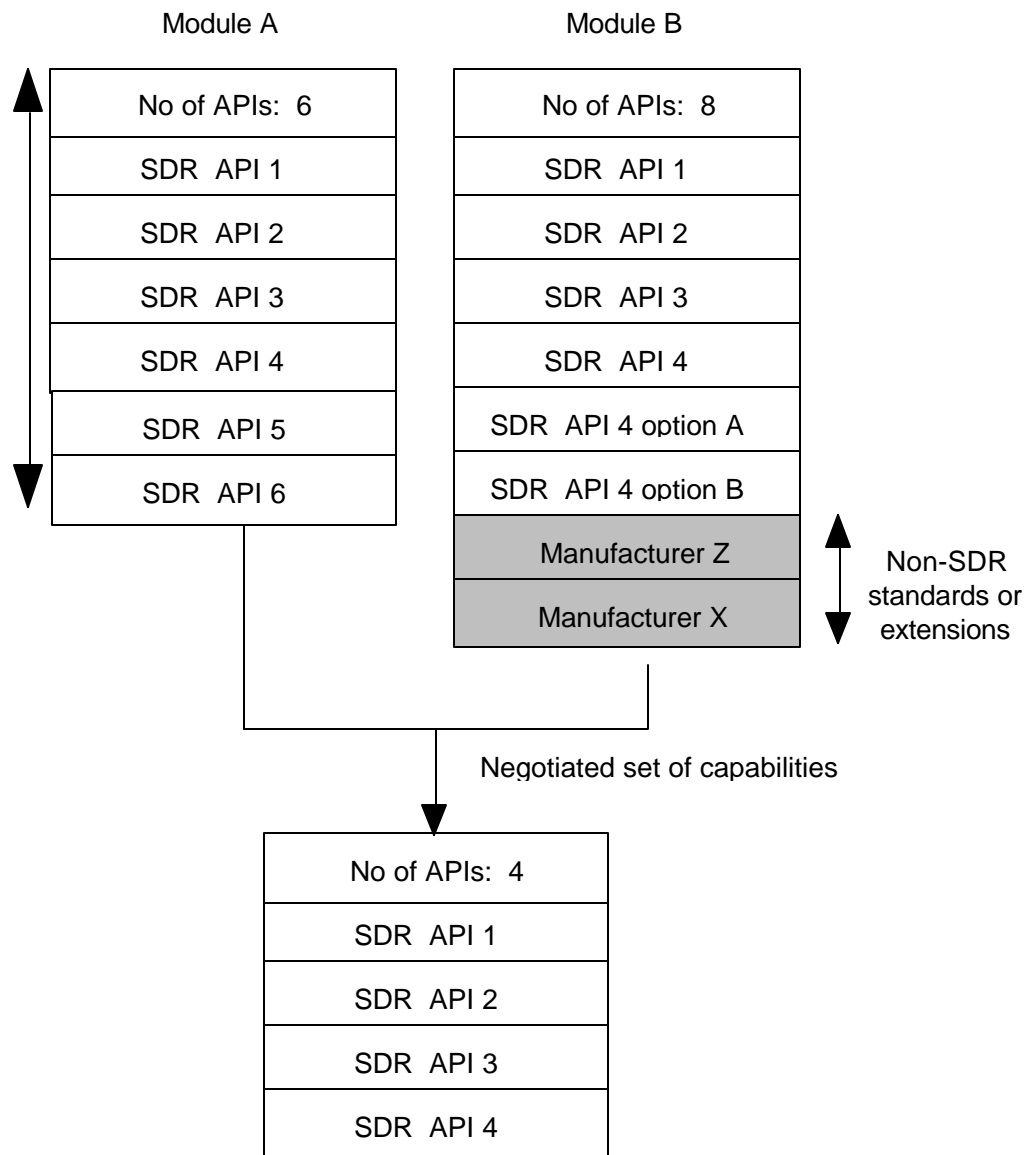 Module A
No of APIs: 6
SDR API 1
SDR API 2
SDR API 3
SDR API 4
SDR API 5
SDR API 6
Module B
No of APIs: 8
SDR API 1
SDR API 2
SDR API 3
SDR API 4
SDR API 4 option A
SDR API 4 option B
Manufacturer Z
Manufacturer X
Non-SDR
standards or
extensions
Negotiated set of capabilities
No of APIs: 4
SDR API 1
SDR API 2
SDR API 3
SDR API 4